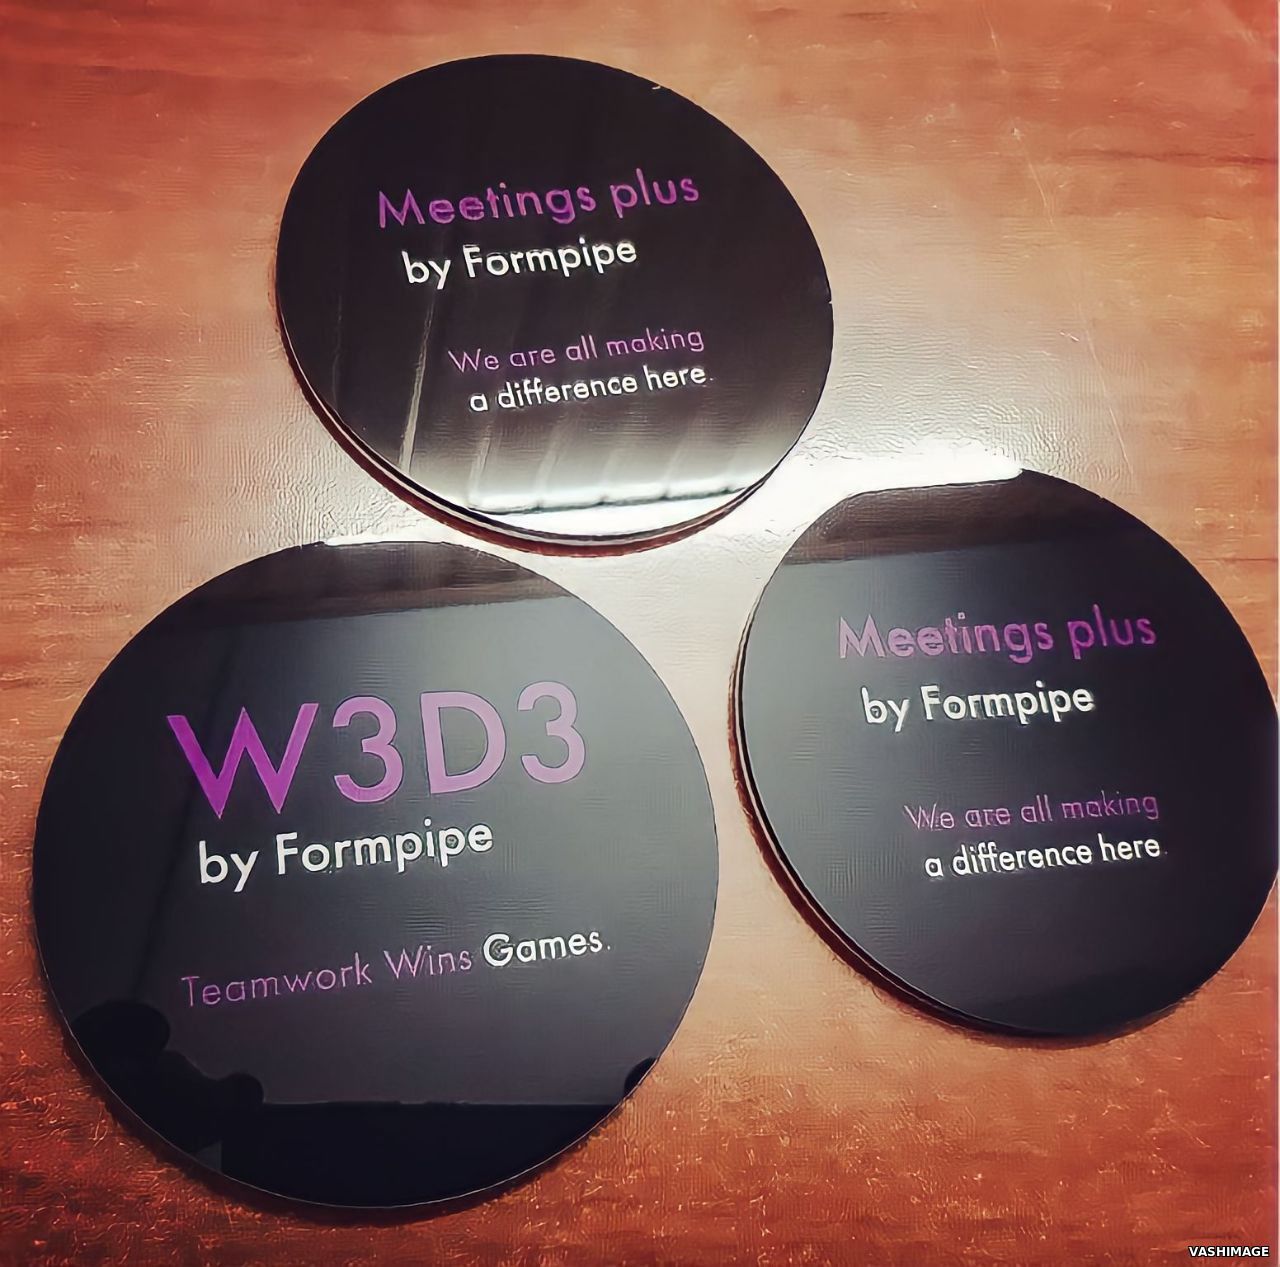 Meetings plus
by Formpipe
We are all making
a difference here.
W3D3
by Formpipe
Teamwork Wins Games.
Meetings plus
by Formpipe
We are all making
a difference here.
VASHIMAGE